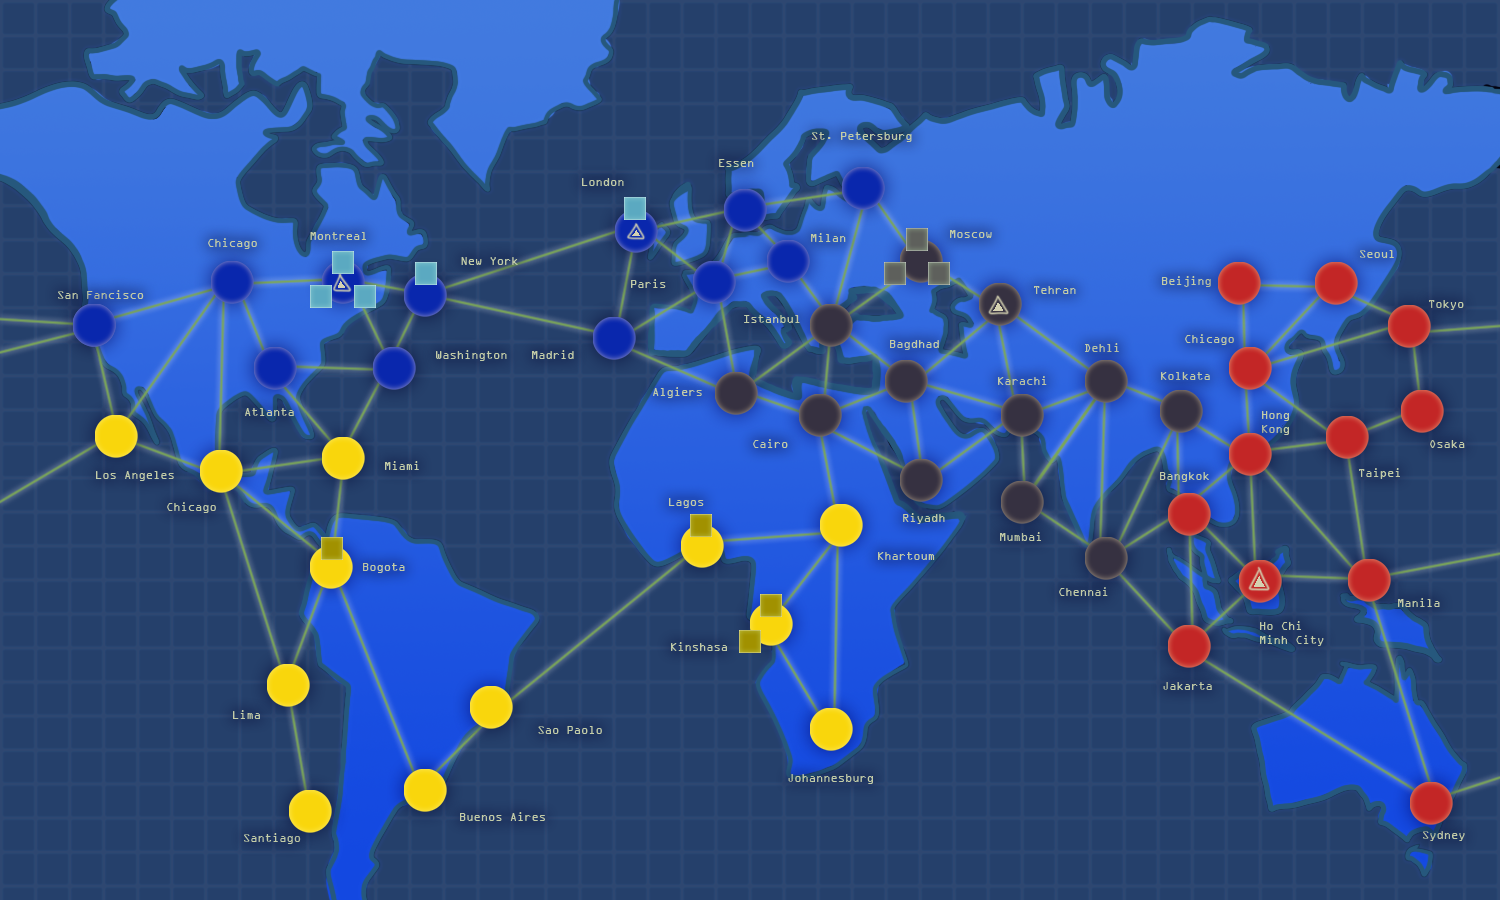 St. Petersburg
Essen
London
Chicago
Montreal
Milan
Moscow
New York
Seoul
San Fancisco
Paris
Tehran
Beijing
Tokyo
Istanbul
Washington
Madrid
Bagdhad
Dehli
Chicago
Algiers
Karachi
Kolkata
Atlanta
Cairo
Hong
Kong
Osaka
Los Angeles
Miami
Taipei
Bangkok
Chicago
Lagos
Riyadh
Mumbai
Khartoum
Bogota
Chennai
Manila
Ho Chi
Minh City
Kinshasa
Jakarta
Lima
Sao Paolo
Johannesburg
Buenos Aires
Santiago
Sydney